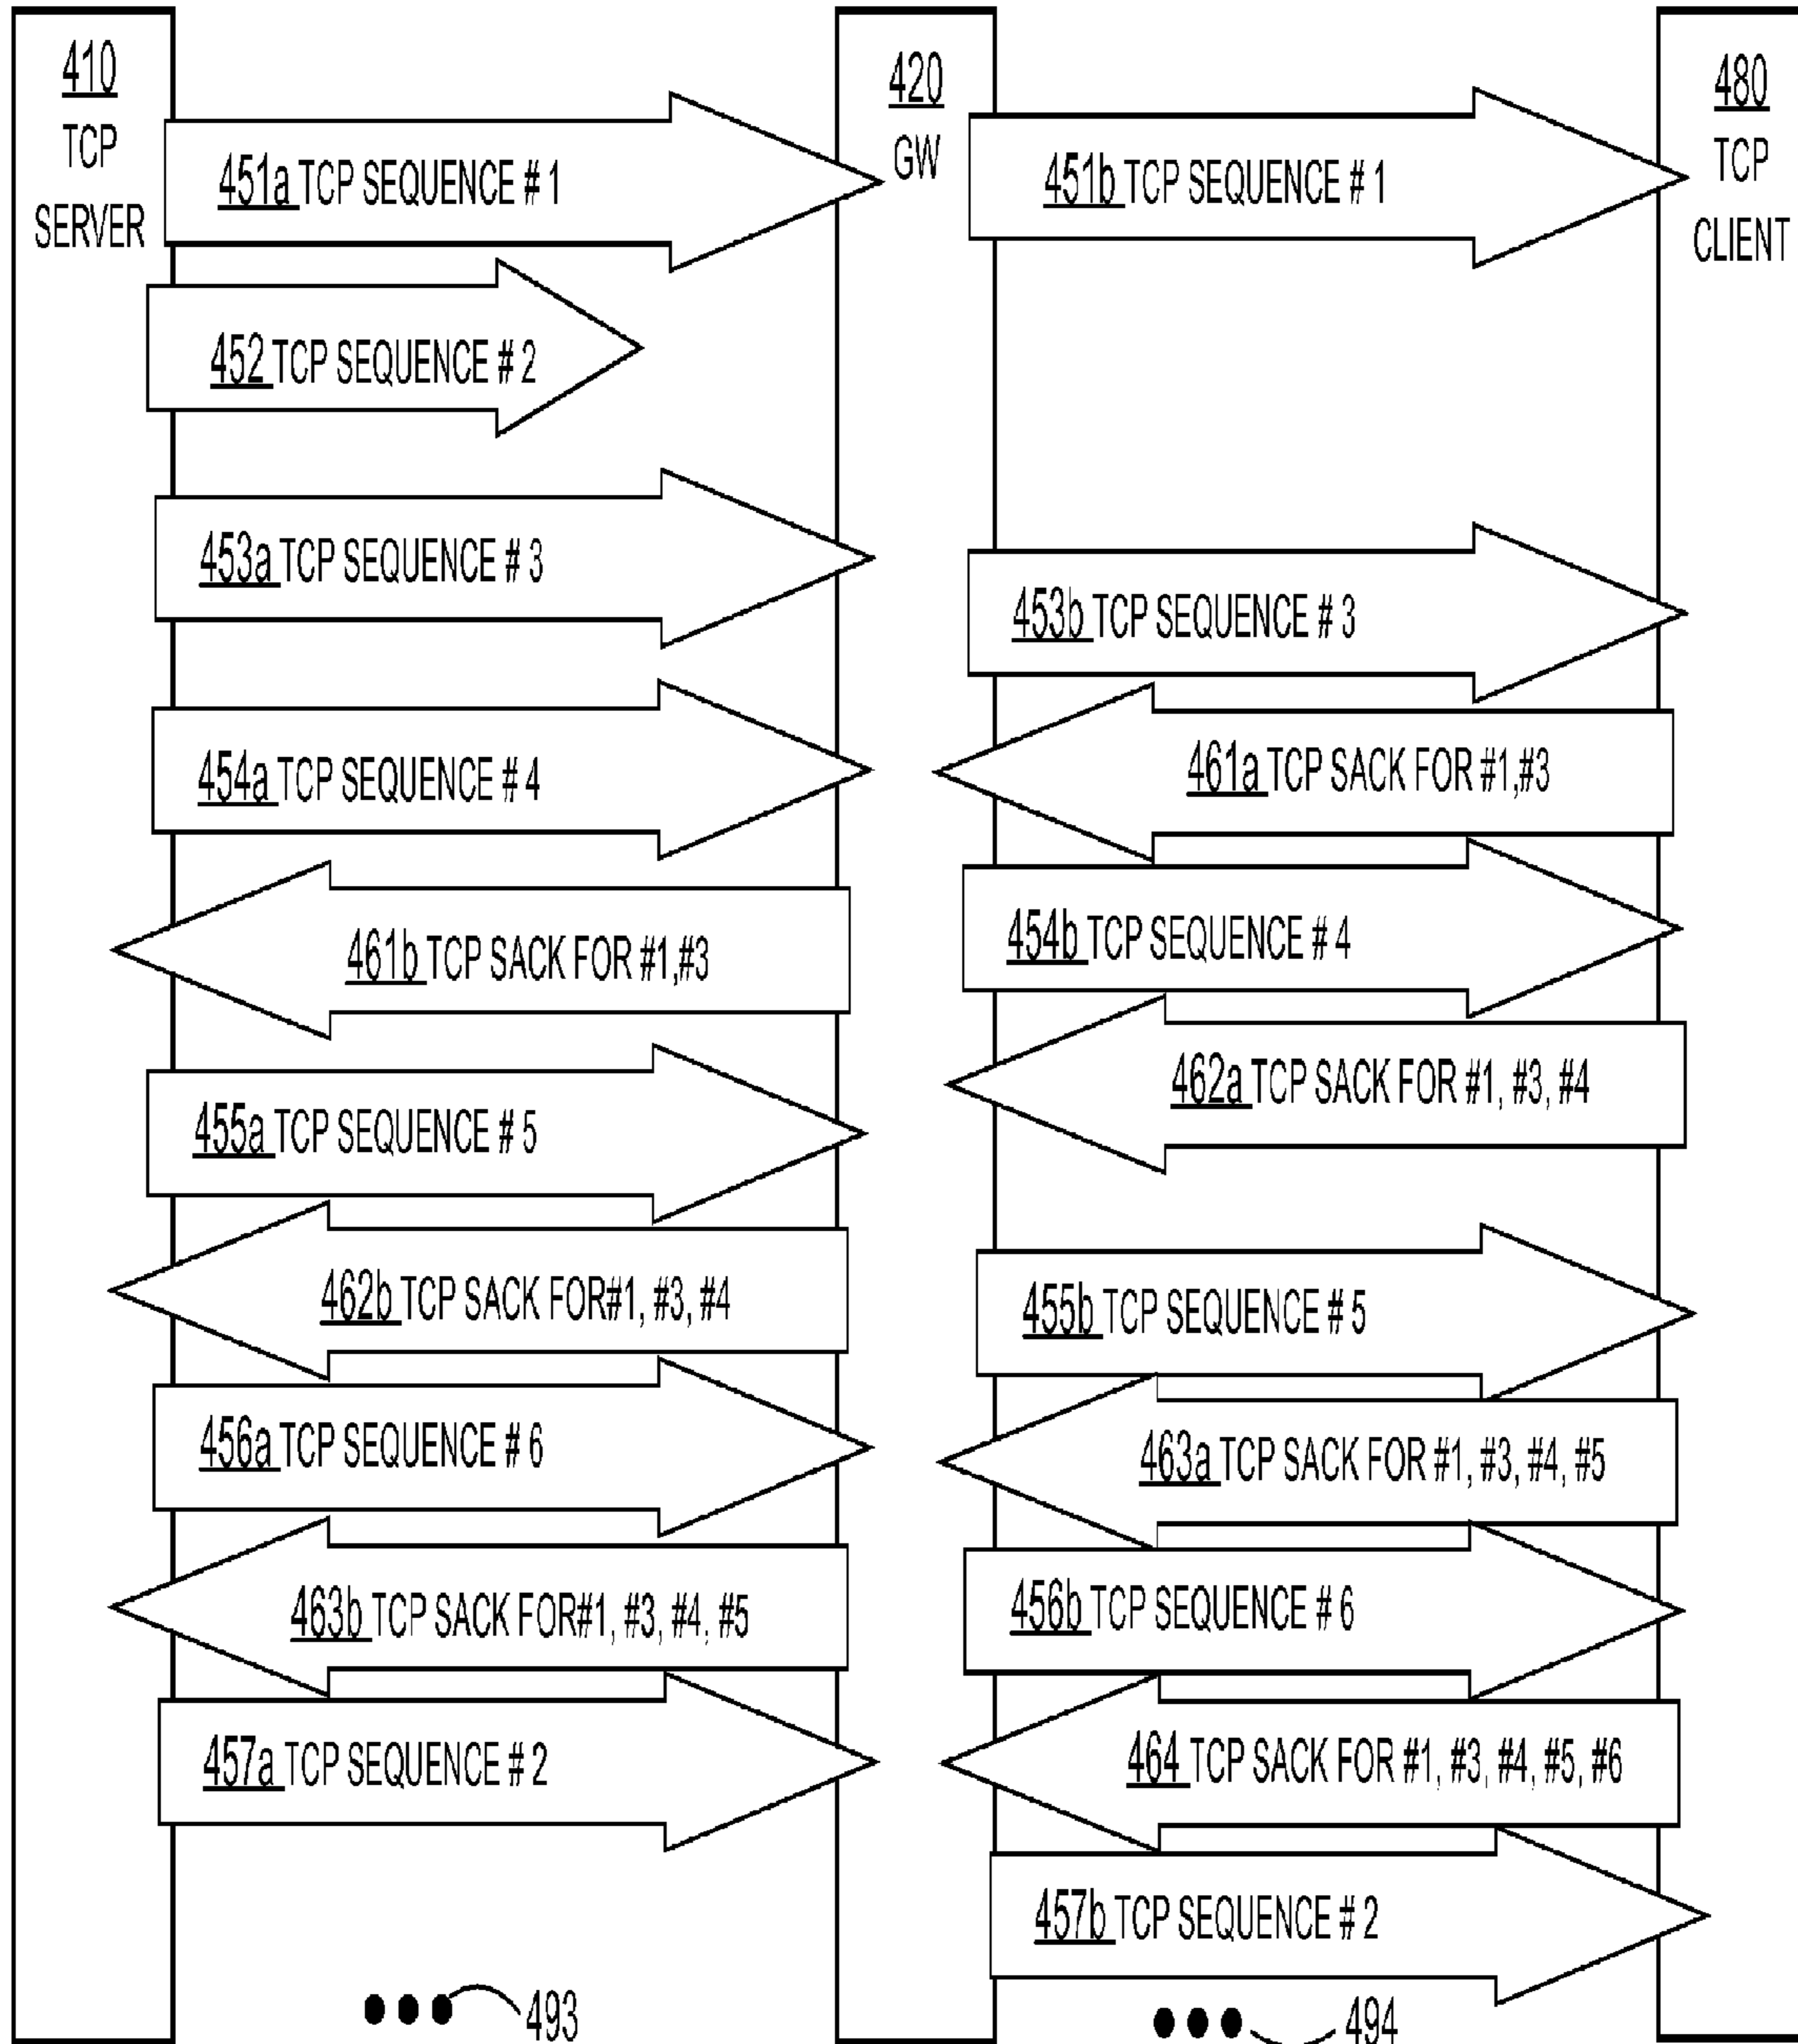 410
TCP
SERVER
420
GW
480
TCP
CLIENT
451a TCP SEQUENCE # 1
451b TCP SEQUENCE # 1
452 TCP SEQUENCE # 2
453a TCP SEQUENCE # 3
453b TCP SEQUENCE # 3
454a TCP SEQUENCE # 4
461a TCP SACK FOR #1,#3
461b TCP SACK FOR #1,#3
454b TCP SEQUENCE # 4
462a TCP SACK FOR #1, #3, #4
455a TCP SEQUENCE # 5
462b TCP SACK FOR#1, #3, #4
455b TCP SEQUENCE # 5
456a TCP SEQUENCE # 6
463a TCP SACK FOR #1, #3, #4, #5
463b TCP SACK FOR#1, #3, #4, #5
456b TCP SEQUENCE # 6
457a TCP SEQUENCE # 2
464 TCP SACK FOR #1, #3, #4, #5, #6
457b TCP SEQUENCE # 2
493
494